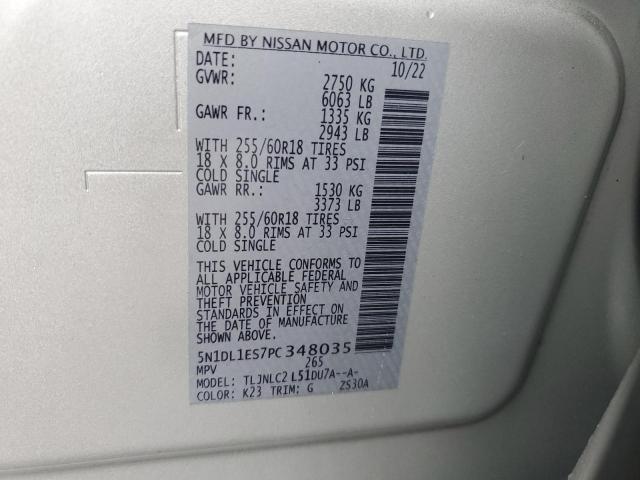 MFD BY NISSAN MOTOR CO., LTD.
DATE: 10/22
GVWR: 2750 KG
6063 LB
GAWR FR.: 1335 KG
2943 LB
WITH 255/60R18 TIRES
18 X 8.0 RIMS AT 33 PSI
COLD SINGLE
GAWR RR.: 1530 KG
3373 LB
WITH 255/60R18 TIRES
18 X 8.0 RIMS AT 33 PSI
COLD SINGLE
THIS VEHICLE CONFORMS TO
ALL APPLICABLE FEDERAL
MOTOR VEHICLE SAFETY AND
THEFT PREVENTION
STANDARDS IN EFFECT ON
THE DATE OF MANUFACTURE
SHOWN ABOVE.
5N1DL1ES7PC348035
MPV 265
MODEL: TLJNLC2 L51DU7A--A-
COLOR: K23 TRIM: G ZS30A